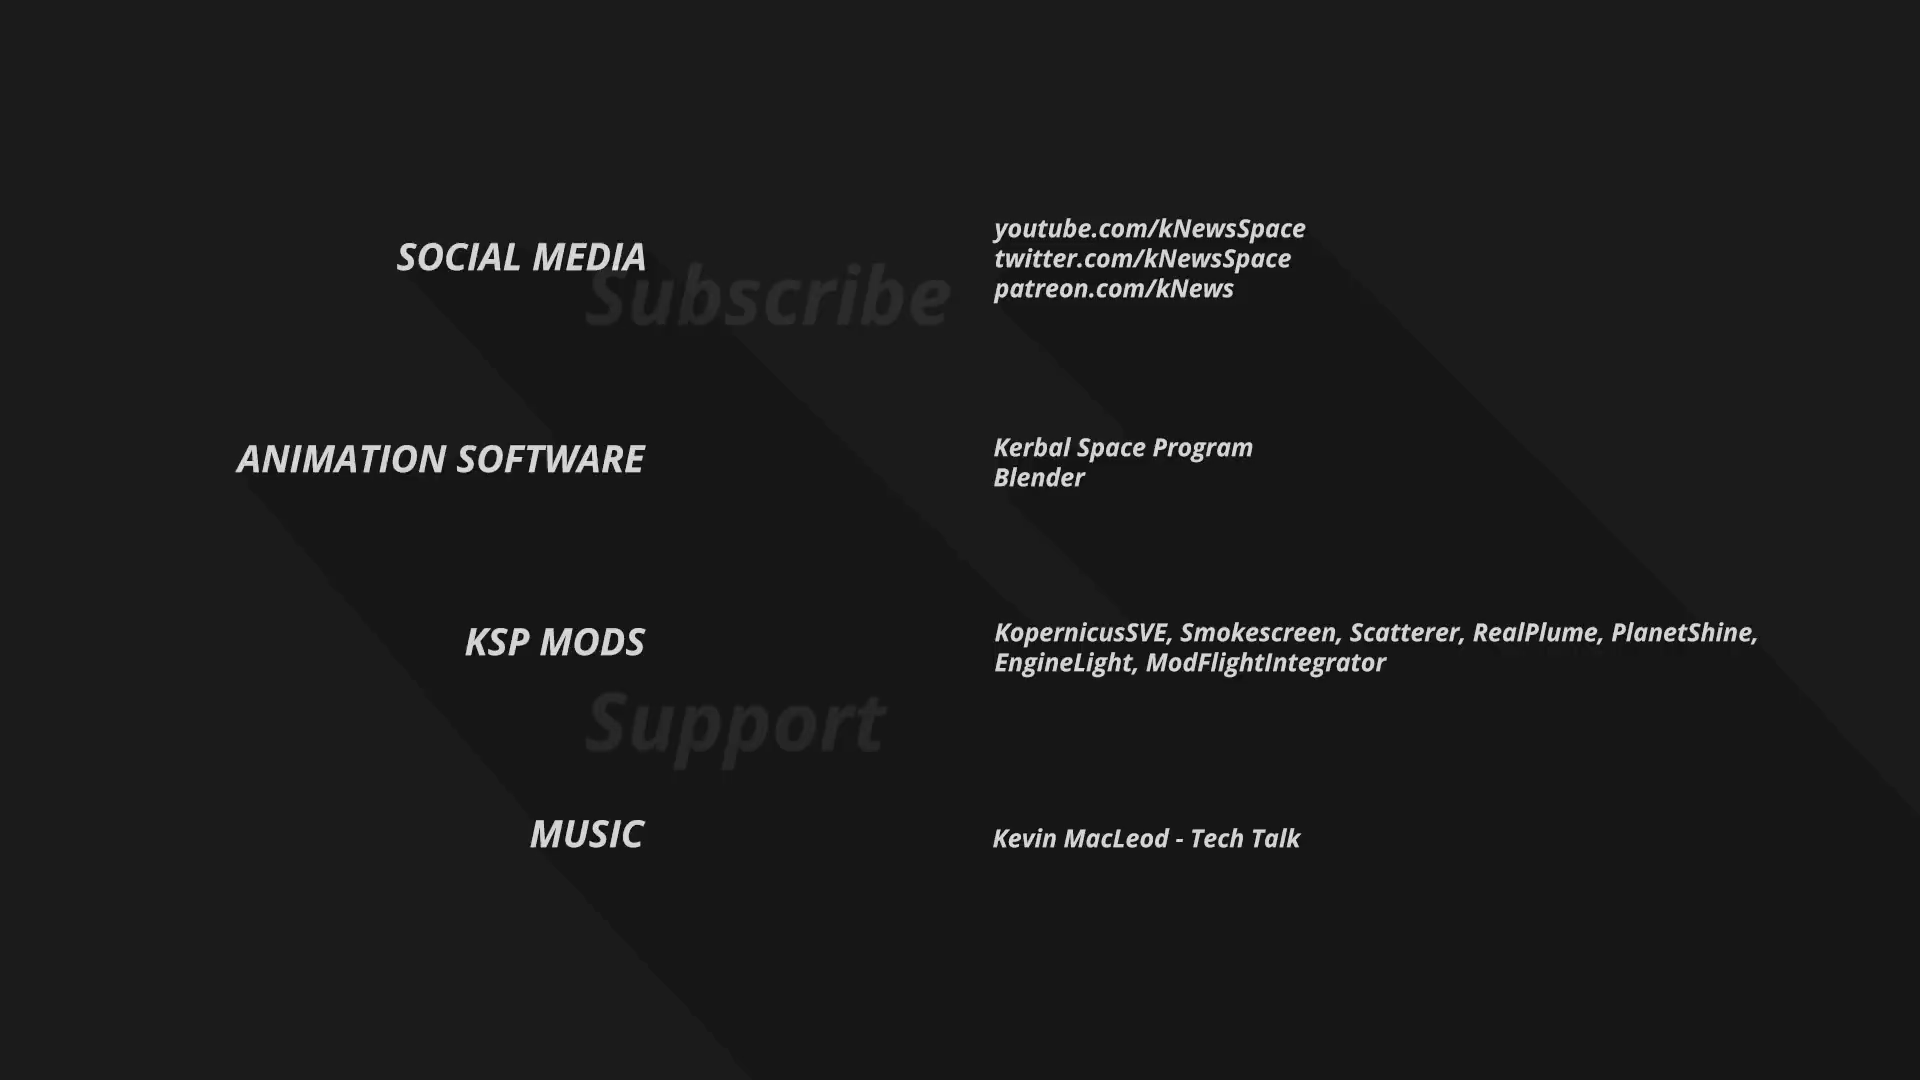 SOCIAL MEDIA
youtube.com/kNewsSpace
twitter.com/kNewsSpace
patreon.com/kNews
Subscribe
ANIMATION SOFTWARE
Kerbal Space Program
Blender
KSP MODS
KopernicusSVE, Smokescreen, Scatterer, RealPlume, PlanetShine,
EngineLight, ModFlightIntegrator
Support
MUSIC
Kevin MacLeod - Tech Talk